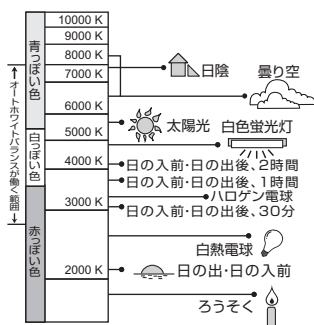 10000 K
9000 K
8000 K
7000 K
6000 K
5000 K
4000 K
3000 K
2000 K
青っぽい色
白っぽい色
赤っぽい色
オートホワイトバランスが働く範囲
日陰
曇り空
太陽光
白色蛍光灯
日の入前·日の出後、2時間
日の入前·日の出後、1時間
ハロゲン電球
日の入前·日の出後、30分
白熱電球
日の出·日の入前
ろうそく